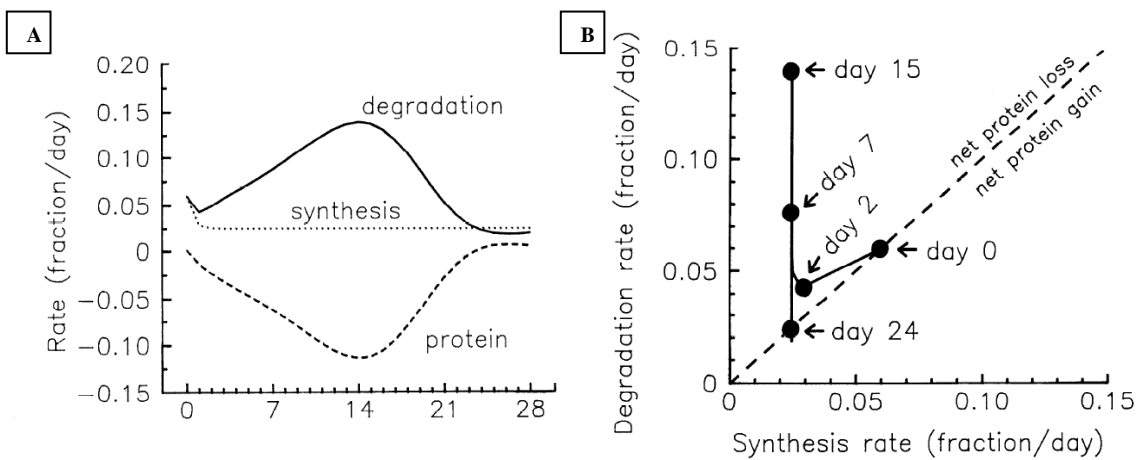 A
B
0.20
0.15
0.10
0.05
0
−0.05
−0.10
−0.15
Rate (fraction/day)
degradation
synthesis
protein
0 7 14 21 28
Degradation rate (fraction/day)
0.15
0.10
0.05
0
day 15
day 7
day 2
day 0
day 24
net protein loss
net protein gain
0 0.05 0.10 0.15
Synthesis rate (fraction/day)